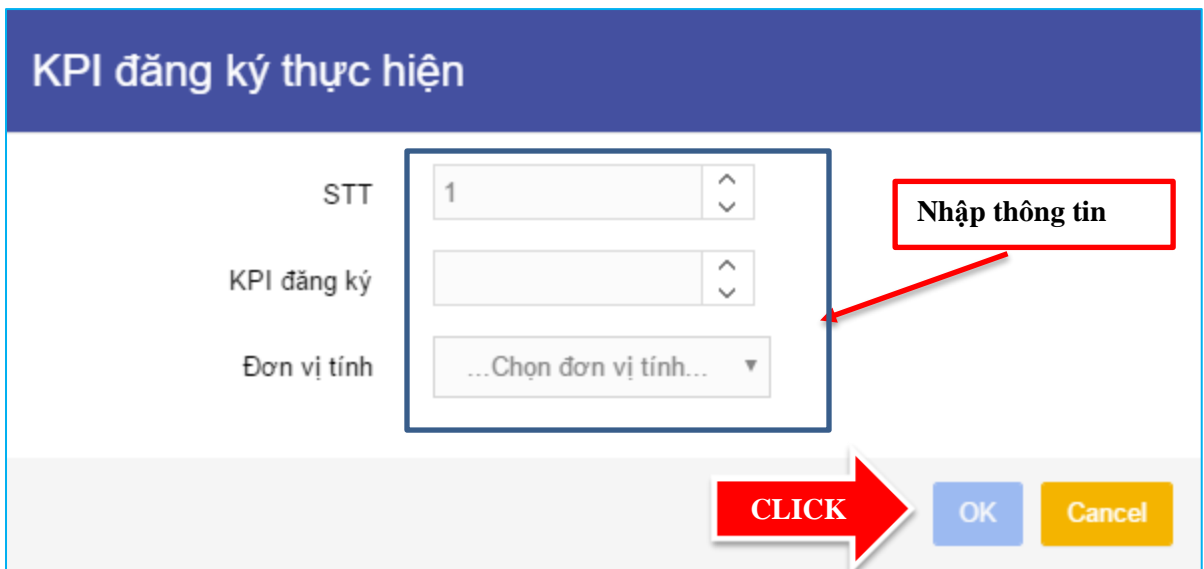 KPI đăng ký thực hiện
STT 1
Nhập thông tin
KPI đăng ký
Đơn vị tính ...Chọn đơn vị tính...
CLICK OK Cancel